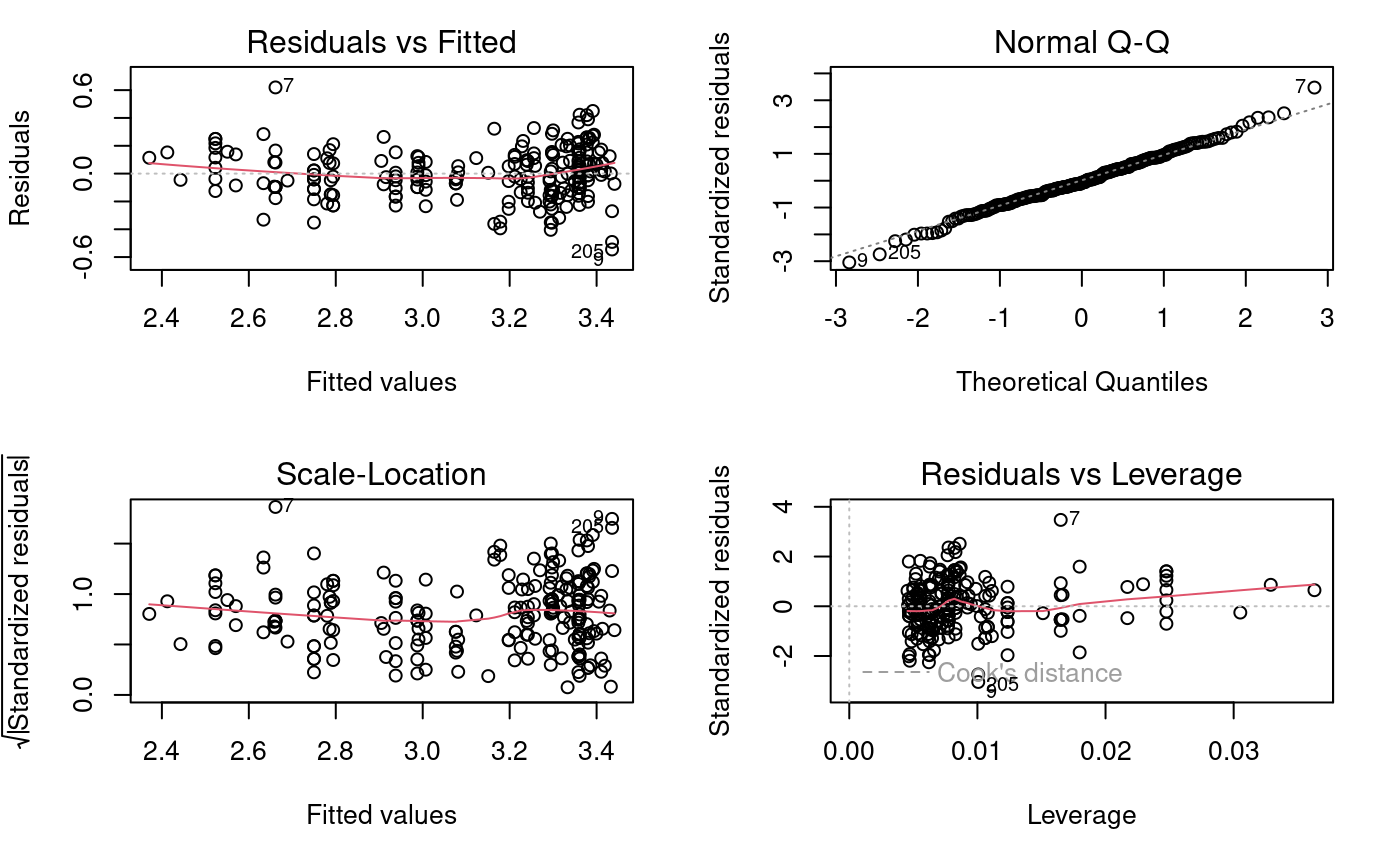 Residuals vs Fitted
Residuals
0.6
0.0
-0.6
7
205
9
2.4 2.6 2.8 3.0 3.2 3.4
Fitted values
Normal Q-Q
Standardized residuals
3
1
-1
-3
7
205
9
-3 -2 -1 0 1 2 3
Theoretical Quantiles
Scale-Location
√|Standardized residuals|
1.0
0.0
7
9
205
2.4 2.6 2.8 3.0 3.2 3.4
Fitted values
Residuals vs Leverage
Standardized residuals
4
2
0
-2
7
Cook's distance
205
9
0.00 0.01 0.02 0.03
Leverage